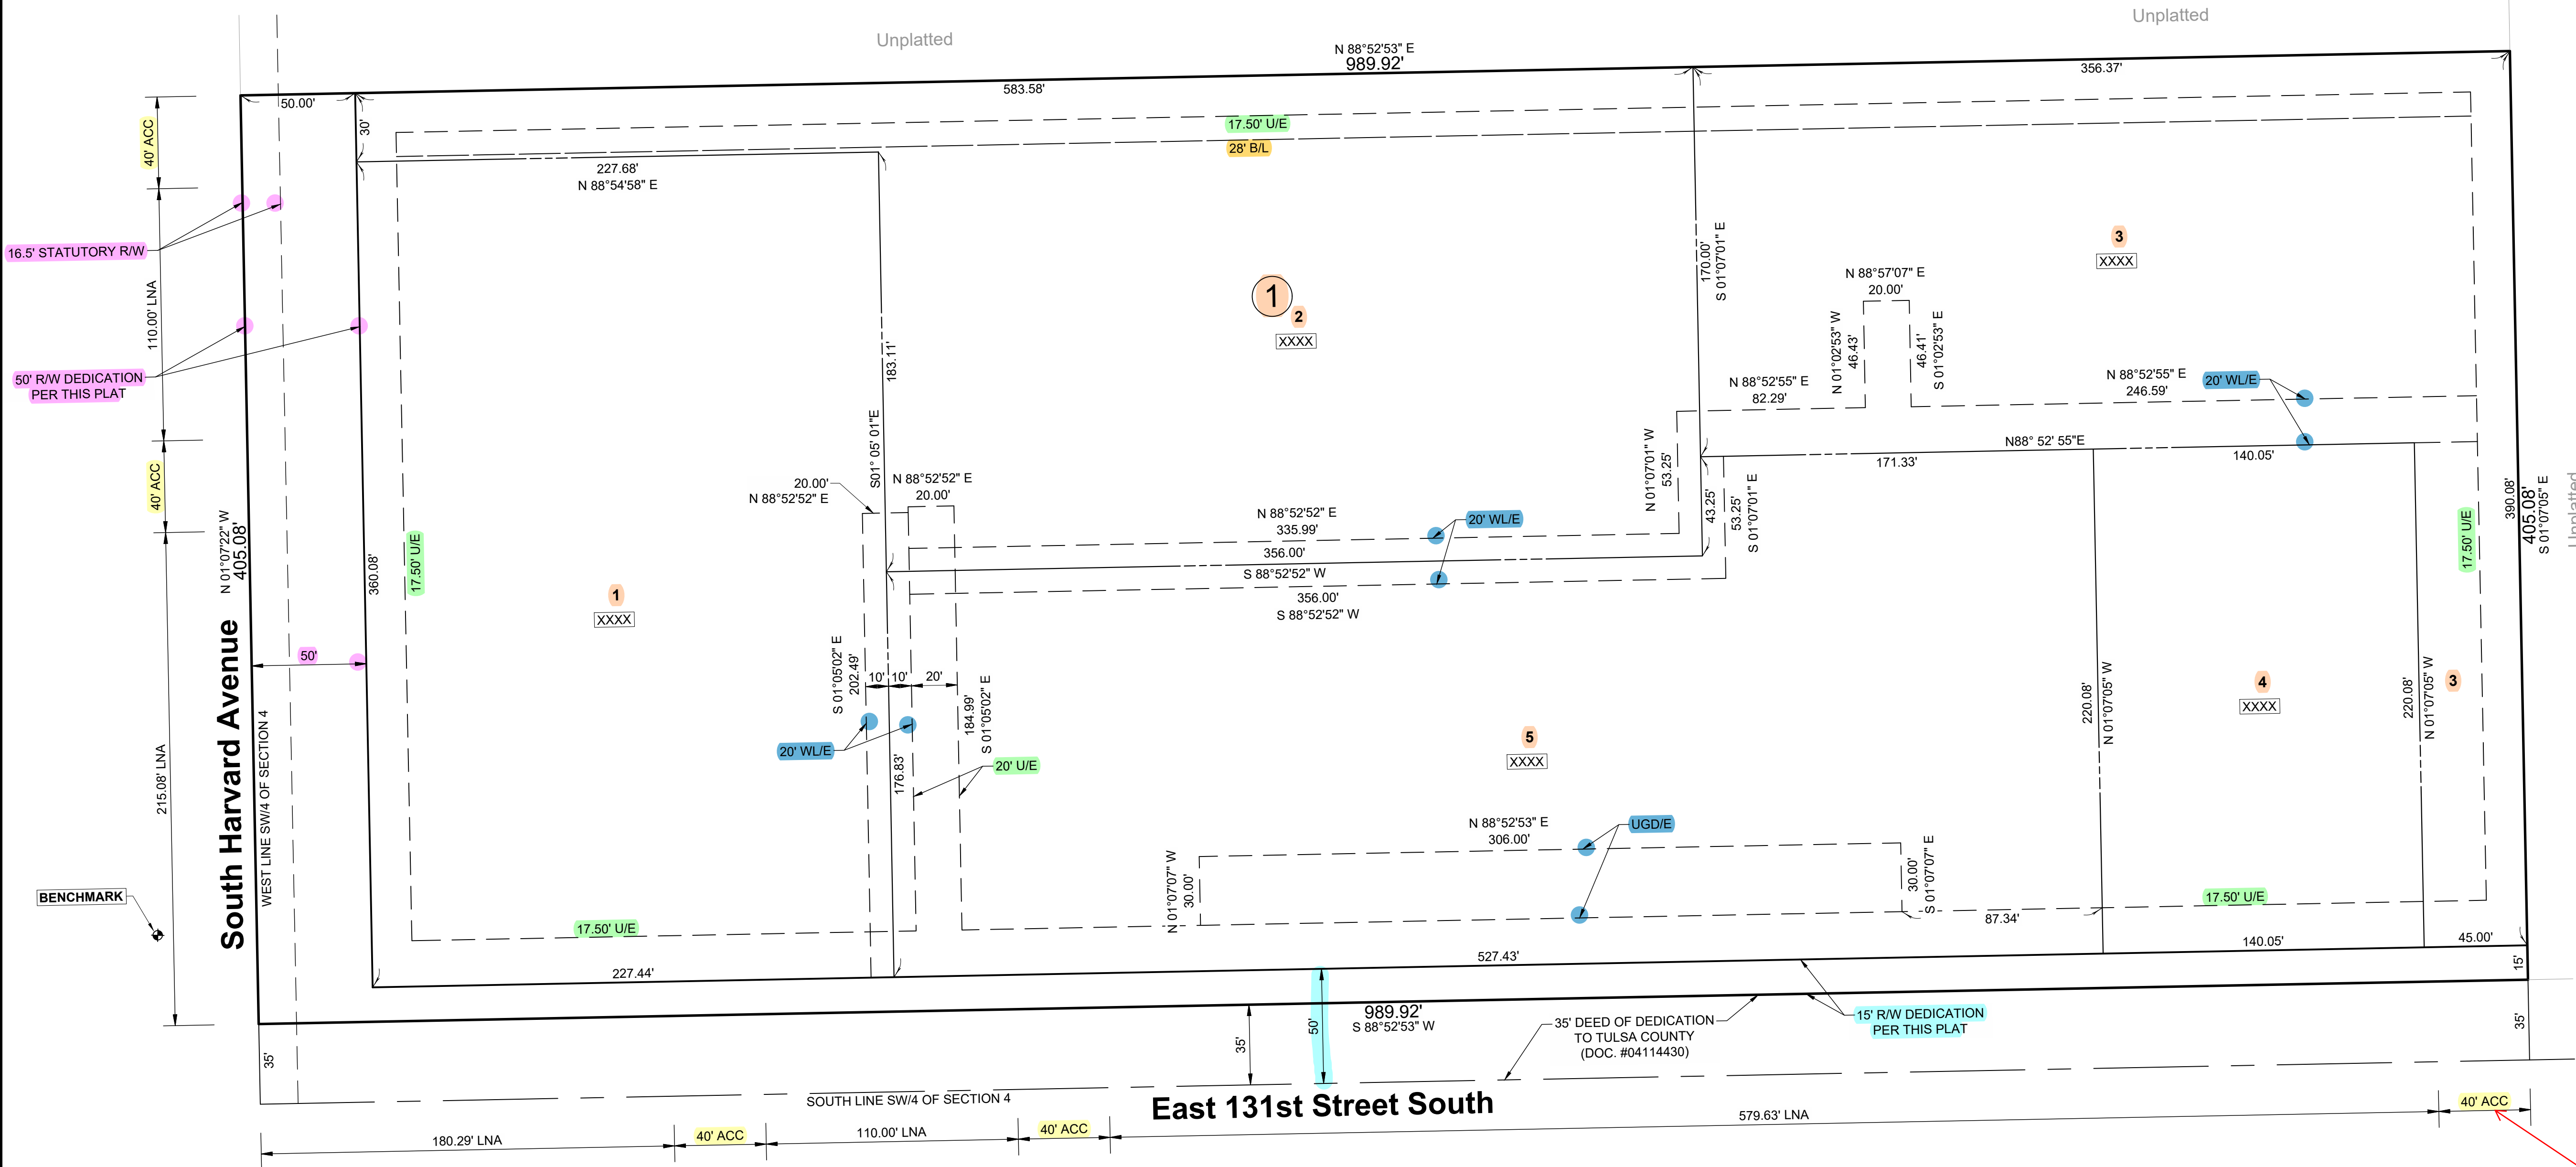 Unplatted
Unplatted
N 88°52'53" E
989.92'
50.00'
583.58'
356.37'
30'
40' ACC
17.50' U/E
28' B/L
227.68'
N 88°54'58" E
16.5' STATUTORY R/W
110.00' LNA
50' R/W DEDICATION
PER THIS PLAT
1
2
XXXX
183.11'
S01° 05' 01"E
170.00'
S 01°07'01" E
3
XXXX
N 88°57'07" E
20.00'
N 01°02'53" W
46.43'
46.41'
S 01°02'53" E
N 88°52'55" E
82.29'
N 88°52'55" E
246.59'
20' WL/E
N88° 52' 55"E
171.33'
140.05'
40' ACC
20.00'
N 88°52'52" E
N 88°52'52" E
20.00'
N 88°52'52" E
335.99'
20' WL/E
N 01°07'01" W
53.25'
43.25'
53.25'
S 01°07'01" E
356.00'
S 88°52'52" W
356.00'
S 88°52'52" W
N 01°07'22" W
405.08'
360.08'
17.50' U/E
17.50' U/E
390.08'
405.08'
S 01°07'05" E
Unplatted
1
XXXX
South Harvard Avenue
WEST LINE SW/4 OF SECTION 4
50'
S 01°05'02" E
202.49'
10'
10'
20'
184.99'
S 01°05'02" E
20' WL/E
20' U/E
176.83'
215.08' LNA
5
XXXX
220.08'
N 01°07'05" W
4
XXXX
220.08'
N 01°07'05" W
3
N 88°52'53" E
306.00'
UGD/E
N 01°07'07" W
30.00'
30.00'
S 01°07'07" E
87.34'
17.50' U/E
17.50' U/E
BENCHMARK
227.44'
527.43'
140.05'
45.00'
15'
989.92'
S 88°52'53" W
35'
50'
35' DEED OF DEDICATION
TO TULSA COUNTY
(DOC. #04114430)
15' R/W DEDICATION
PER THIS PLAT
35'
35'
SOUTH LINE SW/4 OF SECTION 4
East 131st Street South
180.29' LNA
40' ACC
110.00' LNA
40' ACC
579.63' LNA
40' ACC